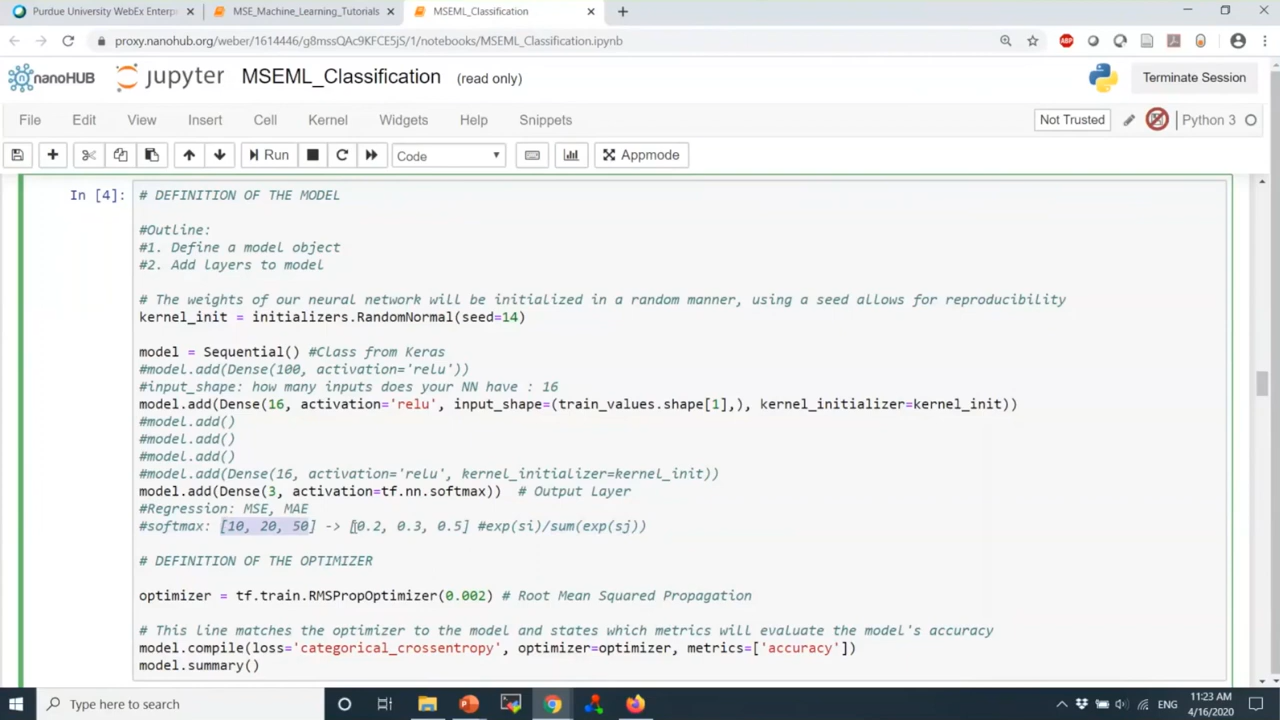 Purdue University WebEx Enterp
MSE_Machine_Learning_Tutorials
MSEML_Classification
proxy.nanohub.org/weber/1614446/g8mssQAc9KFCE5jS/1/notebooks/MSEML_Classification.ipynb
ABP
nanoHUB
jupyter
MSEML_Classification (read only)
Terminate Session
File Edit View Insert Cell Kernel Widgets Help Snippets
Not Trusted
Python 3
Run
Code
Appmode
In [4]:
# DEFINITION OF THE MODEL
#Outline:
#1. Define a model object
#2. Add layers to model
# The weights of our neural network will be initialized in a random manner, using a seed allows for reproducibility
kernel_init = initializers.RandomNormal(seed=14)
model = Sequential() #Class from Keras
#model.add(Dense(100, activation='relu'))
#input_shape: how many inputs does your NN have : 16
model.add(Dense(16, activation='relu', input_shape=(train_values.shape[1],), kernel_initializer=kernel_init))
#model.add()
#model.add()
#model.add()
#model.add(Dense(16, activation='relu', kernel_initializer=kernel_init))
model.add(Dense(3, activation=tf.nn.softmax)) # Output Layer
#Regression: MSE, MAE
#softmax: [10, 20, 50] -> [0.2, 0.3, 0.5] #exp(si)/sum(exp(sj))
# DEFINITION OF THE OPTIMIZER
optimizer = tf.train.RMSPropOptimizer(0.002) # Root Mean Squared Propagation
# This line matches the optimizer to the model and states which metrics will evaluate the model's accuracy
model.compile(loss='categorical_crossentropy', optimizer=optimizer, metrics=['accuracy'])
model.summary()
Type here to search
ENG
11:23 AM
4/16/2020